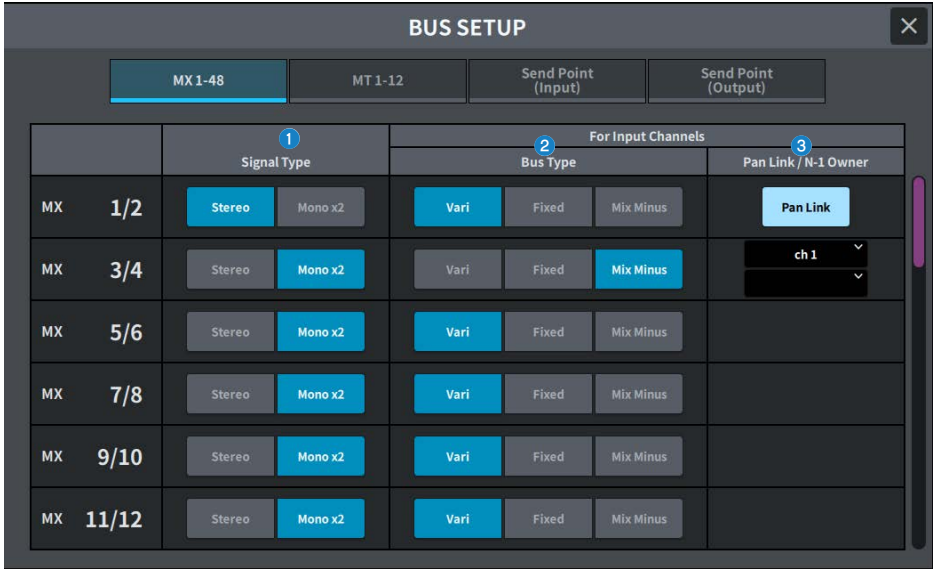 BUS SETUP
MX 1-48
MT 1-12
Send Point
(Input)
Send Point
(Output)
1
Signal Type
For Input Channels
2
Bus Type
3
Pan Link / N-1 Owner
MX 1/2 Stereo Mono x2 Vari Fixed Mix Minus Pan Link
MX 3/4 Stereo Mono x2 Vari Fixed Mix Minus ch 1
MX 5/6 Stereo Mono x2 Vari Fixed Mix Minus
MX 7/8 Stereo Mono x2 Vari Fixed Mix Minus
MX 9/10 Stereo Mono x2 Vari Fixed Mix Minus
MX 11/12 Stereo Mono x2 Vari Fixed Mix Minus